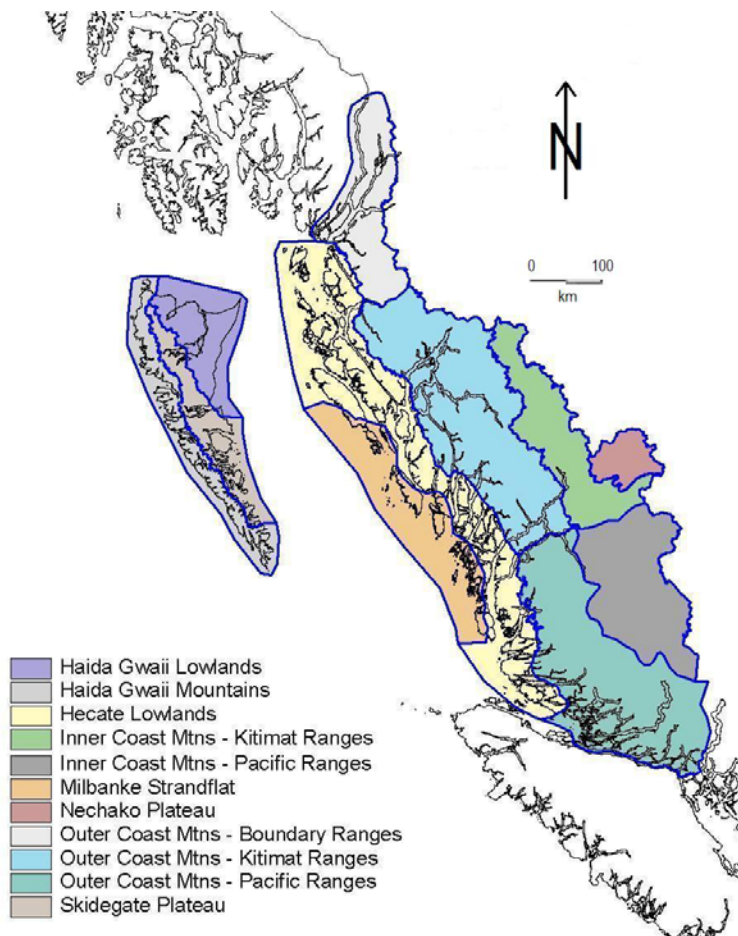 N
0 100
km
Haida Gwaii Lowlands
Haida Gwaii Mountains
Hecate Lowlands
Inner Coast Mtns - Kitimat Ranges
Inner Coast Mtns - Pacific Ranges
Milbanke Strandflat
Nechako Plateau
Outer Coast Mtns - Boundary Ranges
Outer Coast Mtns - Kitimat Ranges
Outer Coast Mtns - Pacific Ranges
Skidegate Plateau